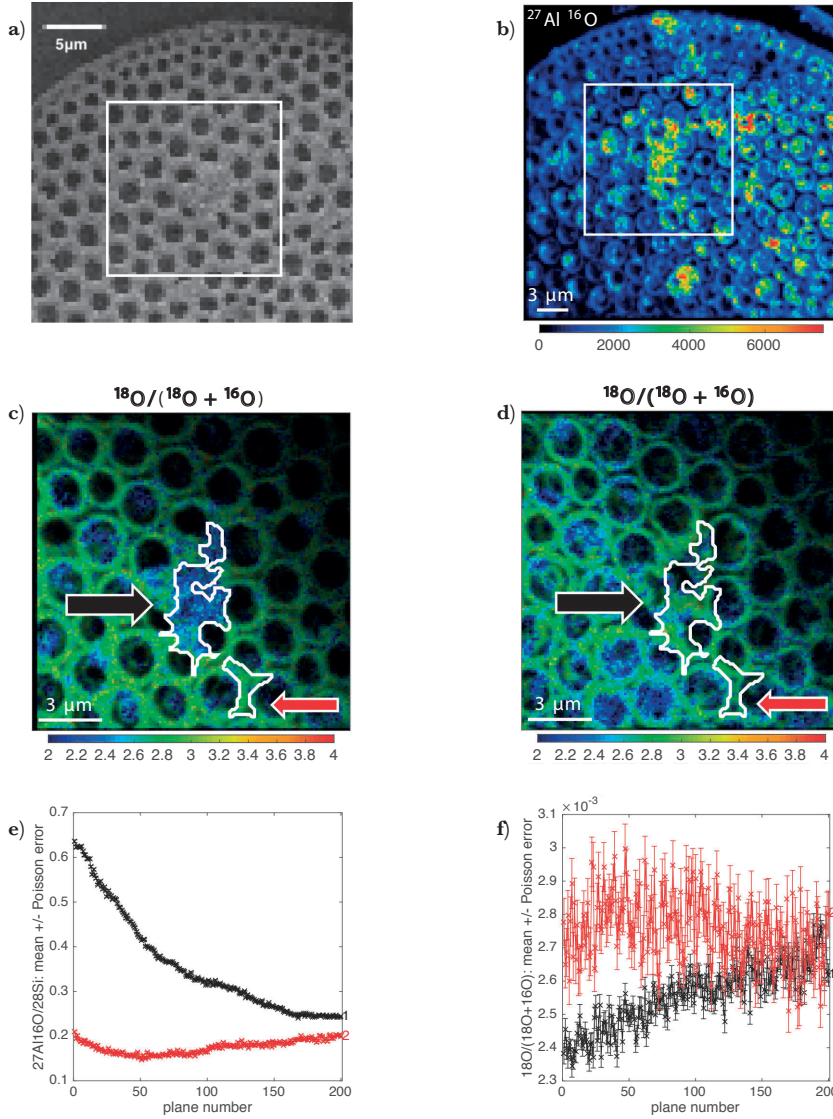 a)
5µm
b)
27Al 16O
3 µm
0 2000 4000 6000
c)
18O/(18O + 16O)
3 µm
2 2.2 2.4 2.6 2.8 3 3.2 3.4 3.6 3.8 4
d)
18O/(18O + 16O)
3 µm
2 2.2 2.4 2.6 2.8 3 3.2 3.4 3.6 3.8 4
e)
27Al16O/28Si: mean +/- Poisson error
0.7
0.6
0.5
0.4
0.3
0.2
0.1
1
2
0 50 100 150 200
plane number
f)
18O/(18O+16O): mean +/- Poisson error
× 10-3
3.1
3
2.9
2.8
2.7
2.6
2.5
2.4
2.3
2
1
0 50 100 150 200
plane number